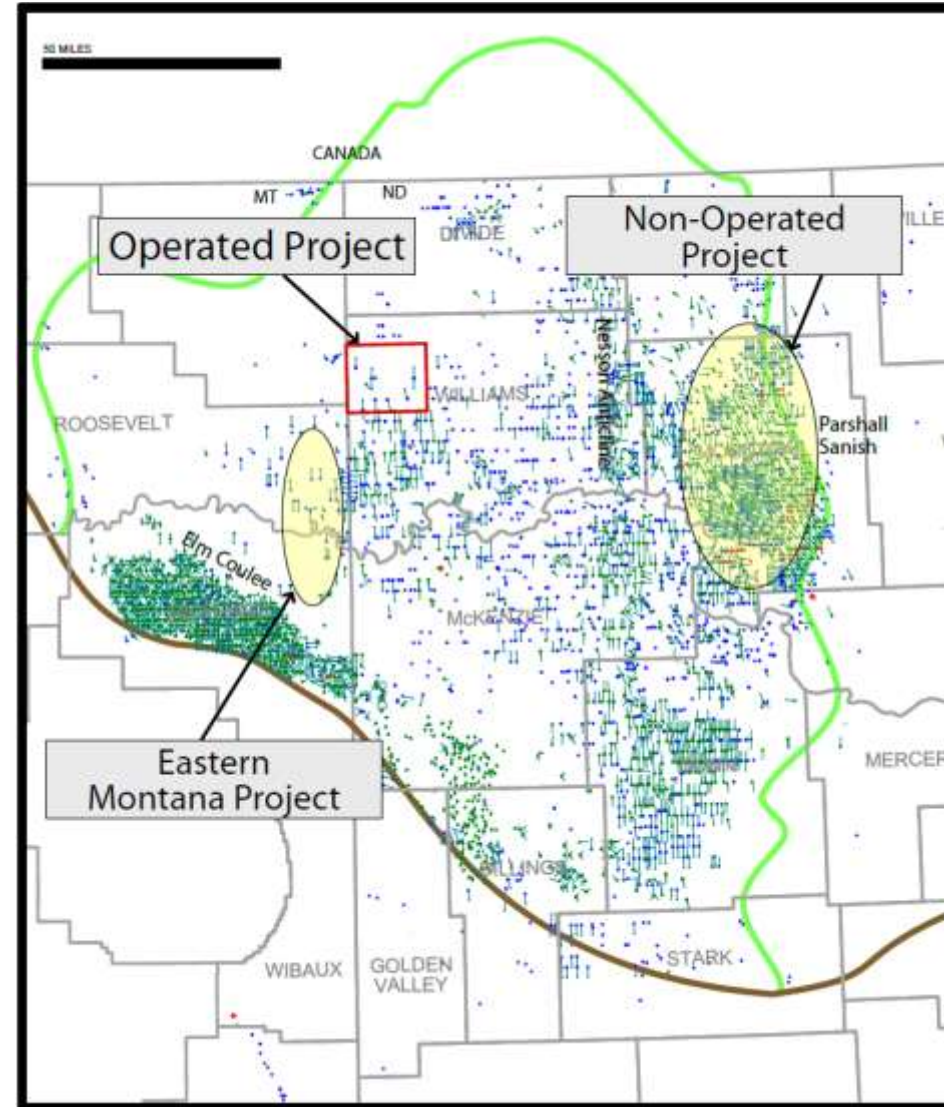 50 MILES
CANADA
MT
ND
DIVIDE
Operated Project
Non-Operated
Project
VILLE
Nesson Anticline
WILLIAMS
ROOSEVELT
Parshall
Sanish
Elm Coulee
McKENZIE
Eastern
Montana Project
MERCER
BILLINGS
WIBAUX
GOLDEN
VALLEY
STARK